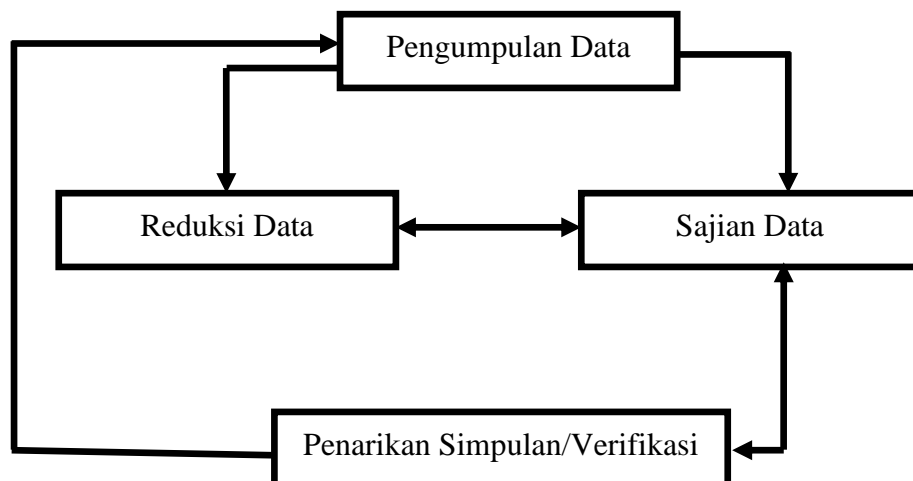 Pengumpulan Data
Reduksi Data
Sajian Data
Penarikan Simpulan/Verifikasi